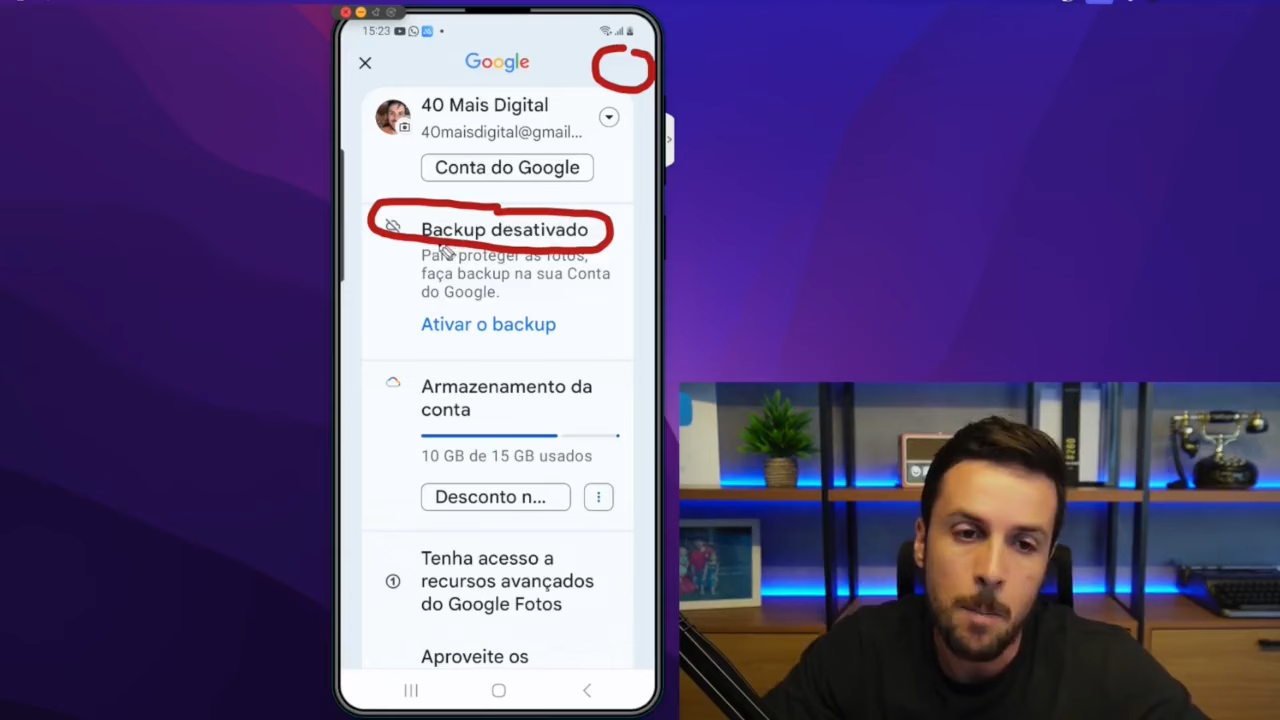 15:23
Google
40 Mais Digital
40maisdigital@gmail...
Conta do Google
Backup desativado
Para proteger as fotos,
faça backup na sua Conta
do Google.
Ativar o backup
Armazenamento da
conta
10 GB de 15 GB usados
Desconto n...
Tenha acesso a
recursos avançados
do Google Fotos
Aproveite os